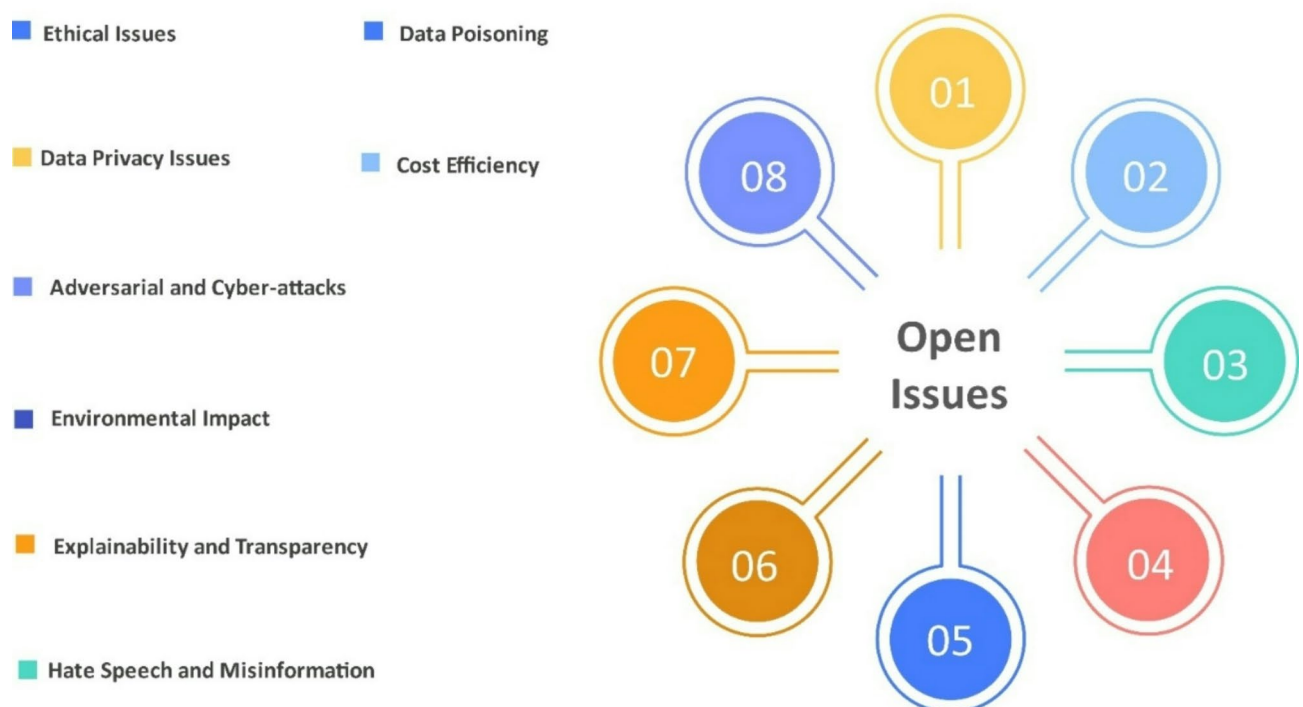 Ethical Issues
Data Poisoning
Data Privacy Issues
Cost Efficiency
Adversarial and Cyber-attacks
Environmental Impact
Explainability and Transparency
Hate Speech and Misinformation
01
02
03
04
05
06
07
08
Open
Issues